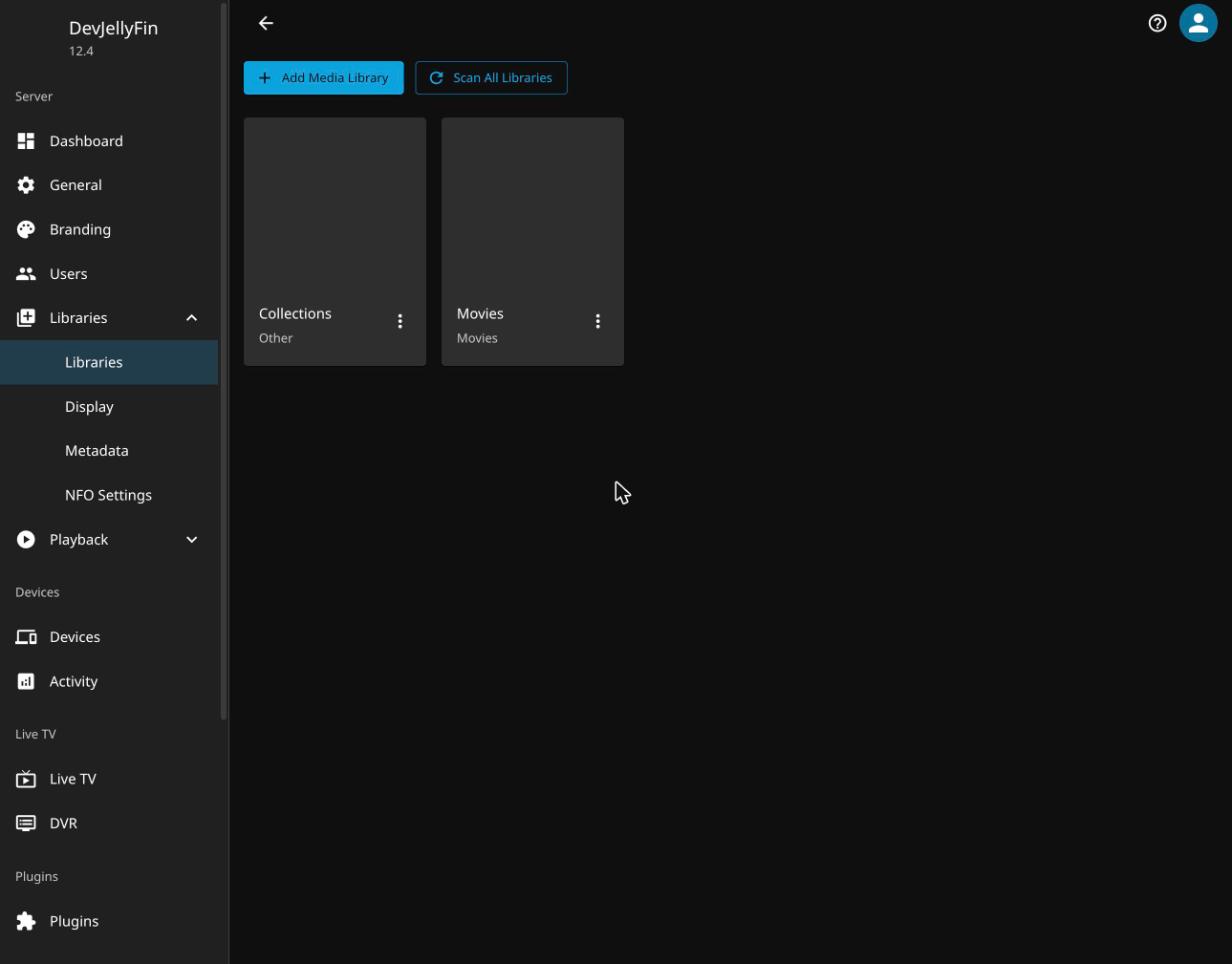 DevJellyFin
12.4
Server
Dashboard
General
Branding
Users
Libraries
Libraries
Display
Metadata
NFO Settings
Playback
Devices
Devices
Activity
Live TV
Live TV
DVR
Plugins
Plugins
Add Media Library
Scan All Libraries
Collections
Other
Movies
Movies